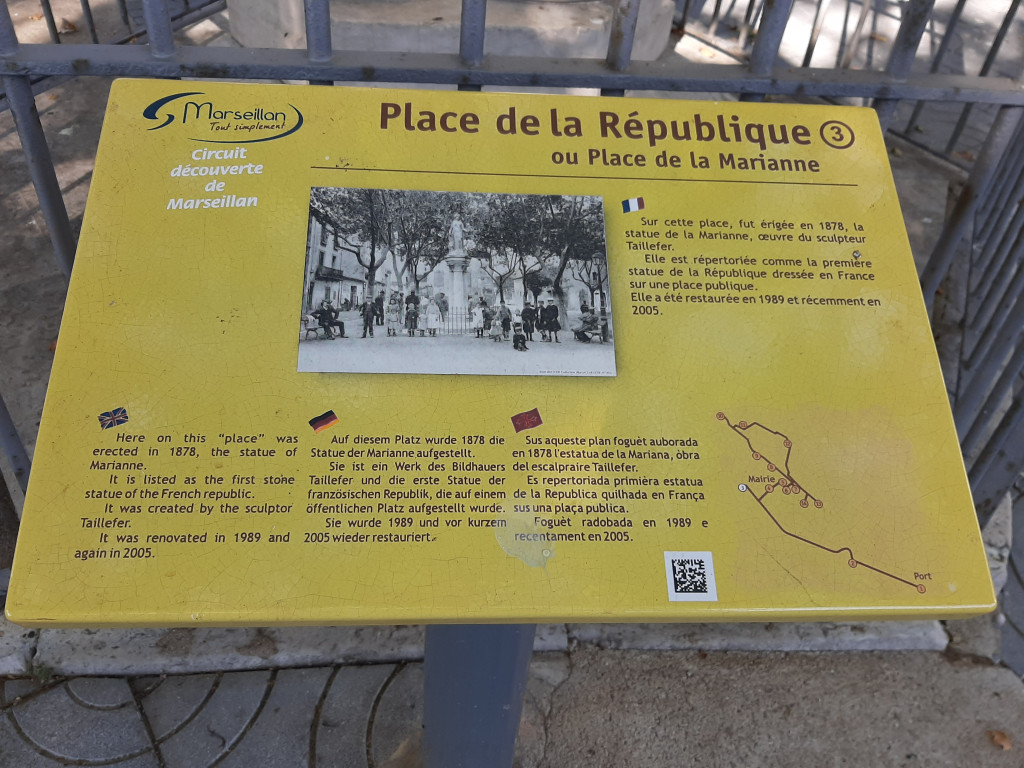 Marseillan
Tout simplement
Circuit
découverte
de
Marseillan
Place de la République 3
ou Place de la Marianne
Sur cette place, fut érigée en 1878, la
statue de la Marianne, œuvre du sculpteur
Taillefer.
Elle est répertoriée comme la première
statue de la République dressée en France
sur une place publique.
Elle a été restaurée en 1989 et récemment en
2005.
Here on this “place” was
erected in 1878, the statue of
Marianne.
It is listed as the first stone
statue of the French republic.
It was created by the sculptor
Taillefer.
It was renovated in 1989 and
again in 2005.
Auf diesem Platz wurde 1878 die
Statue der Marianne aufgestellt.
Sie ist ein Werk des Bildhauers
Taillefer und die erste Statue der
französischen Republik, die auf einem
öffentlichen Platz aufgestellt wurde.
Sie wurde 1989 und vor kurzem
2005 wieder restauriert.
Sus aqueste plan foguèt auborada
en 1878 l'estatua de la Mariana, òbra
del escalpraire Taillefer.
Es repertoriada primièra estatua
de la Republica quilhada en França
sus una plaça publica.
Foguèt radobada en 1989 e
recentament en 2005.
Mairie
Port